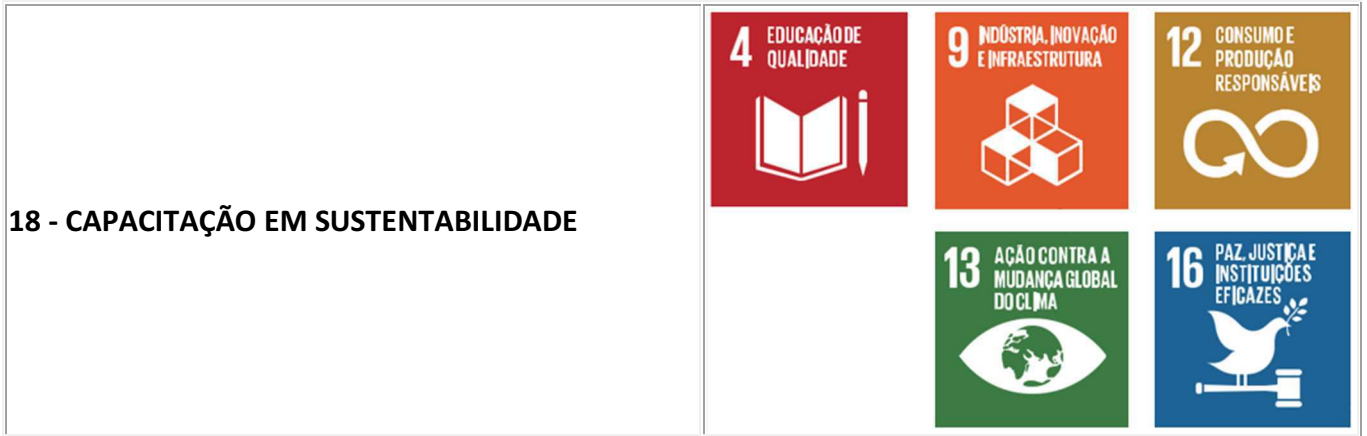 18 - CAPACITAÇÃO EM SUSTENTABILIDADE
4 EDUCAÇÃO DE
QUALIDADE
9 INDÚSTRIA, INOVAÇÃO
E INFRAESTRUTURA
12 CONSUMO E
PRODUÇÃO
RESPONSÁVEIS
13 AÇÃO CONTRA A
MUDANÇA GLOBAL
DO CLIMA
16 PAZ, JUSTIÇA E
INSTITUIÇÕES
EFICAZES